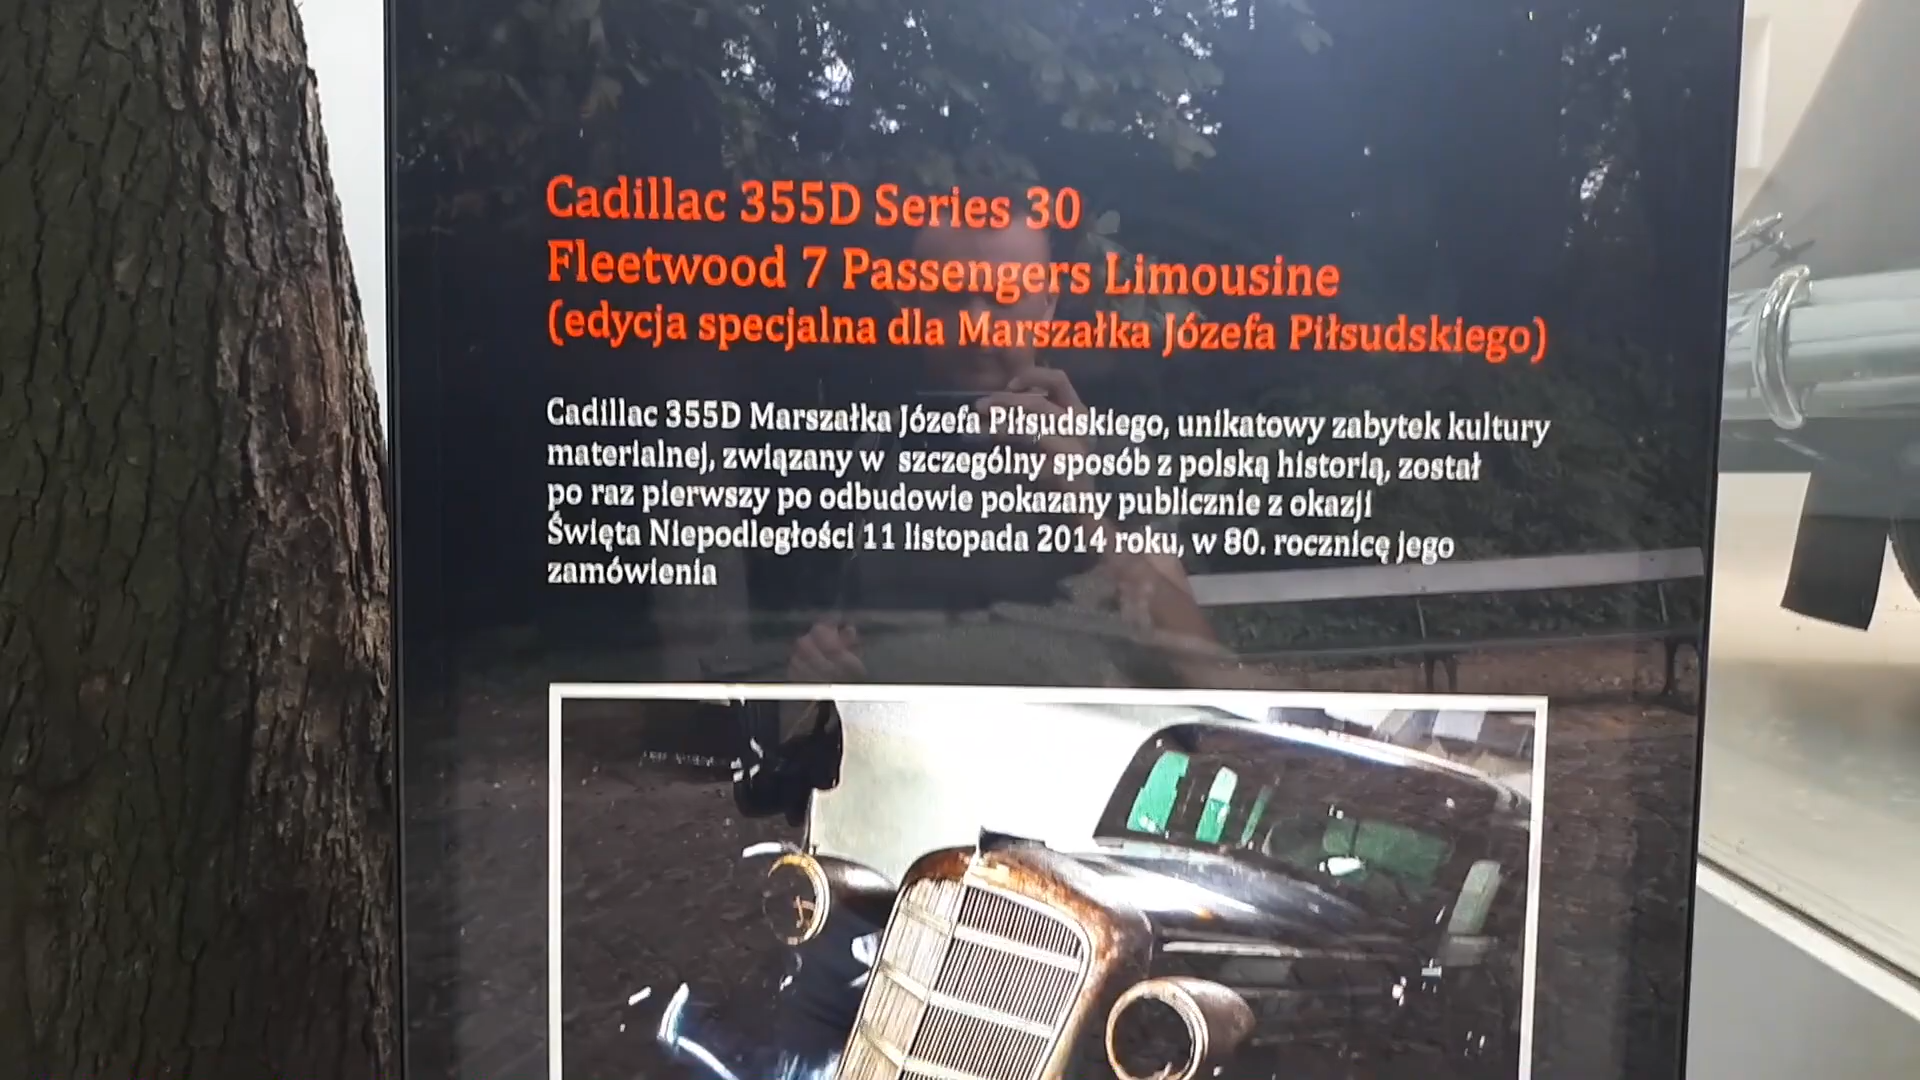 Cadillac 355D Series 30
Fleetwood 7 Passengers Limousine
(edycja specjalna dla Marszałka Józefa Piłsudskiego)
Cadillac 355D Marszałka Józefa Piłsudskiego, unikatowy zabytek kultury
materialnej, związany w szczególny sposób z polską historią, został
po raz pierwszy po odbudowie pokazany publicznie z okazji
Święta Niepodległości 11 listopada 2014 roku, w 80. rocznicę jego
zamówienia